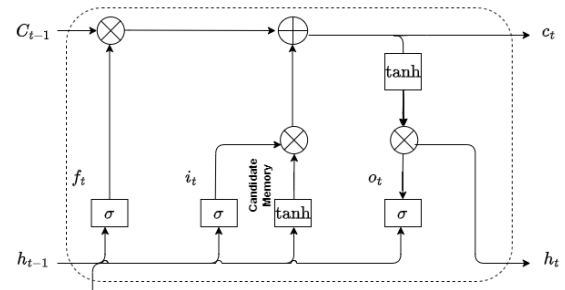 C_{t-1}
c_t
tanh
f_t
i_t
Candidate
Memory
o_t
σ
σ
tanh
σ
h_{t-1}
h_t